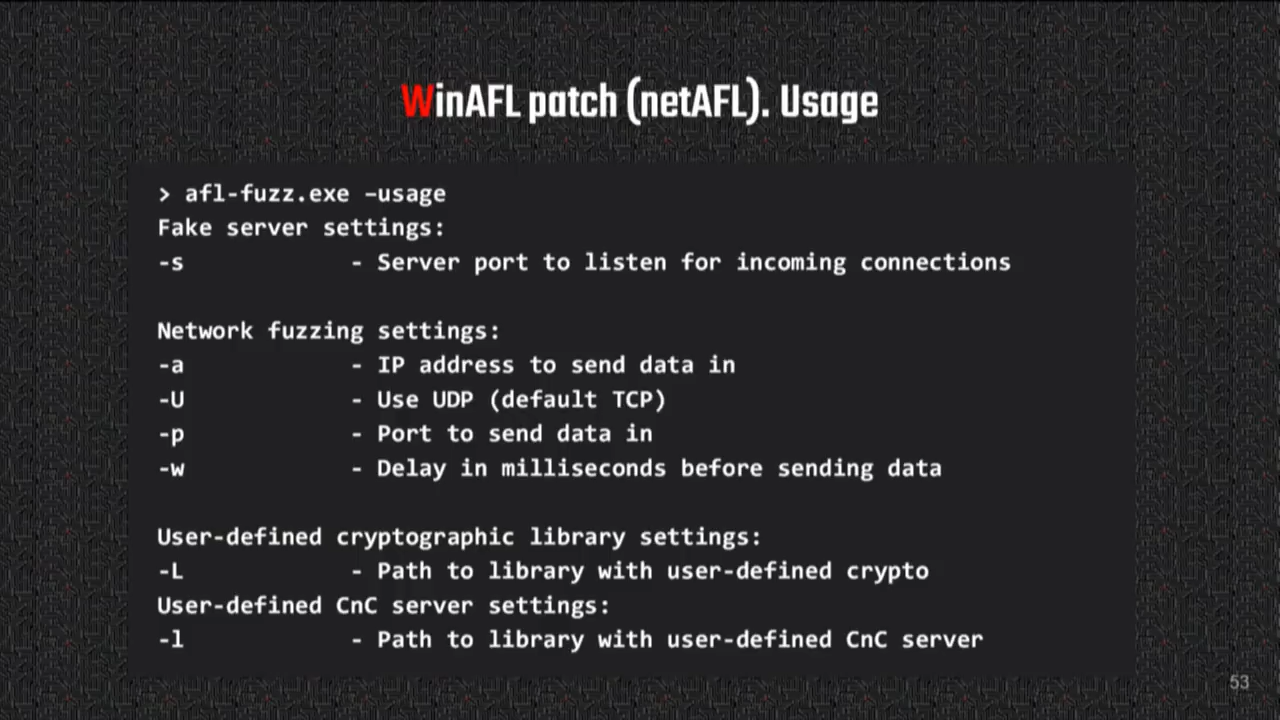 WinAFL patch (netAFL). Usage
> afl-fuzz.exe –usage
Fake server settings:
-s - Server port to listen for incoming connections
Network fuzzing settings:
-a - IP address to send data in
-U - Use UDP (default TCP)
-p - Port to send data in
-w - Delay in milliseconds before sending data
User-defined cryptographic library settings:
-L - Path to library with user-defined crypto
User-defined CnC server settings:
-l - Path to library with user-defined CnC server
53